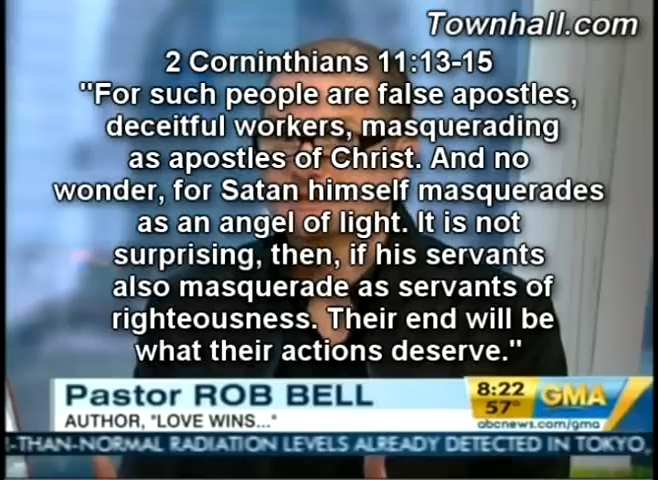 Townhall.com
2 Corninthians 11:13-15
"For such people are false apostles,
deceitful workers, masquerading
as apostles of Christ. And no
wonder, for Satan himself masquerades
as an angel of light. It is not
surprising, then, if his servants
also masquerade as servants of
righteousness. Their end will be
what their actions deserve."
Pastor ROB BELL
AUTHOR, "LOVE WINS..."
8:22
57°
GMA
abcnews.com/gma
R-THAN-NORMAL RADIATION LEVELS ALREADY DETECTED IN TOKYO,